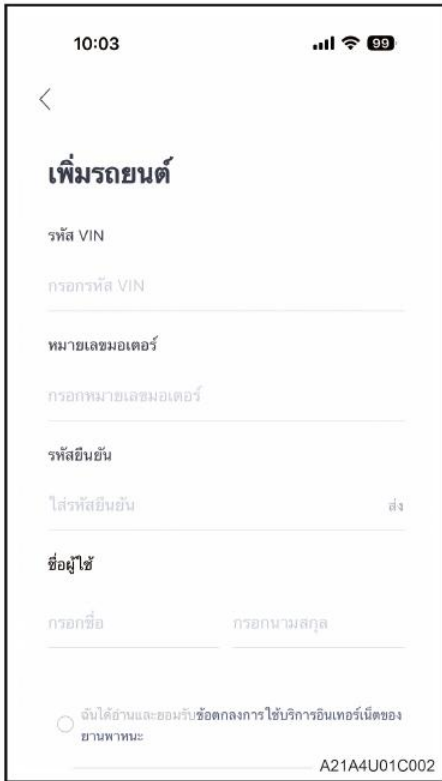 10:03
99
เพิ่มรถยนต์
รหัส VIN
กรอกรหัส VIN
หมายเลขมอเตอร์
กรอกหมายเลขมอเตอร์
รหัสยืนยัน
ใส่รหัสยืนยัน ส่ง
ชื่อผู้ใช้
กรอกชื่อ กรอกนามสกุล
ฉันได้อ่านและยอมรับข้อตกลงการใช้บริการอินเทอร์เน็ตของ
ยานพาหนะ
A21A4U01C002